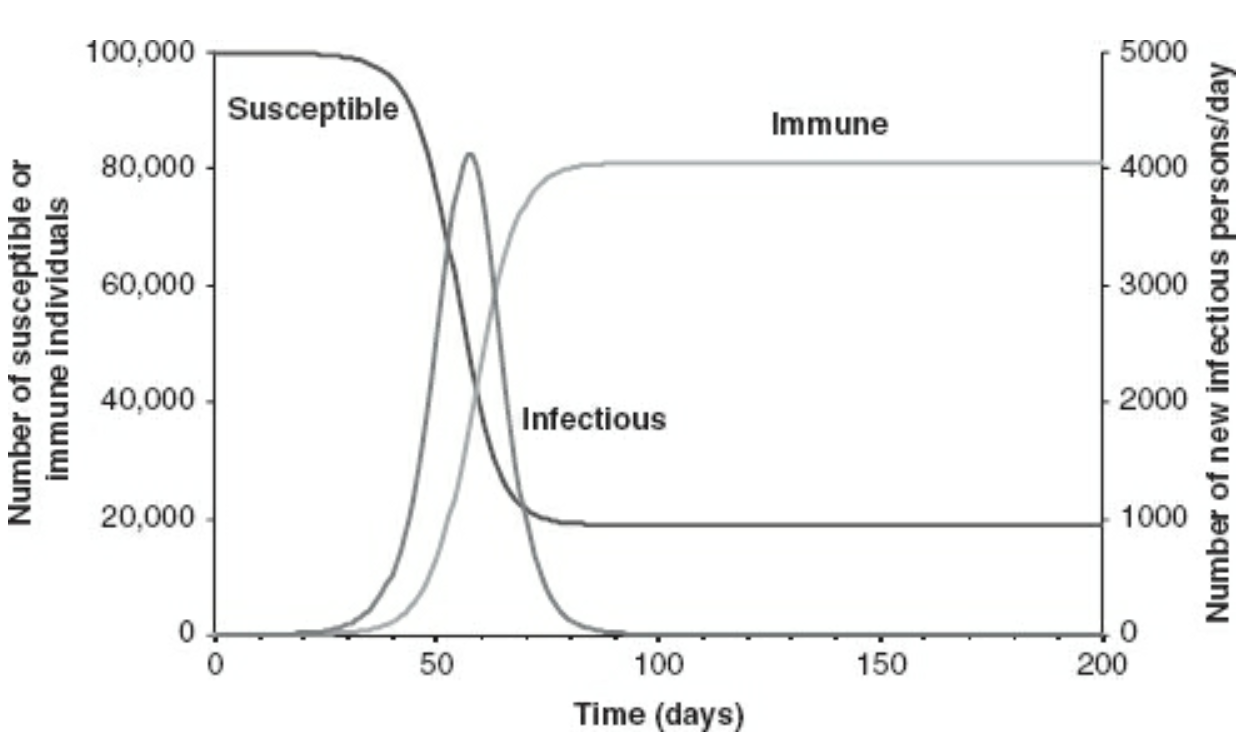 Number of susceptible or
immune individuals
100,000
80,000
60,000
40,000
20,000
0
Susceptible
Immune
Infectious
5000
4000
3000
2000
1000
0
Number of new infectious persons/day
0 50 100 150 200
Time (days)